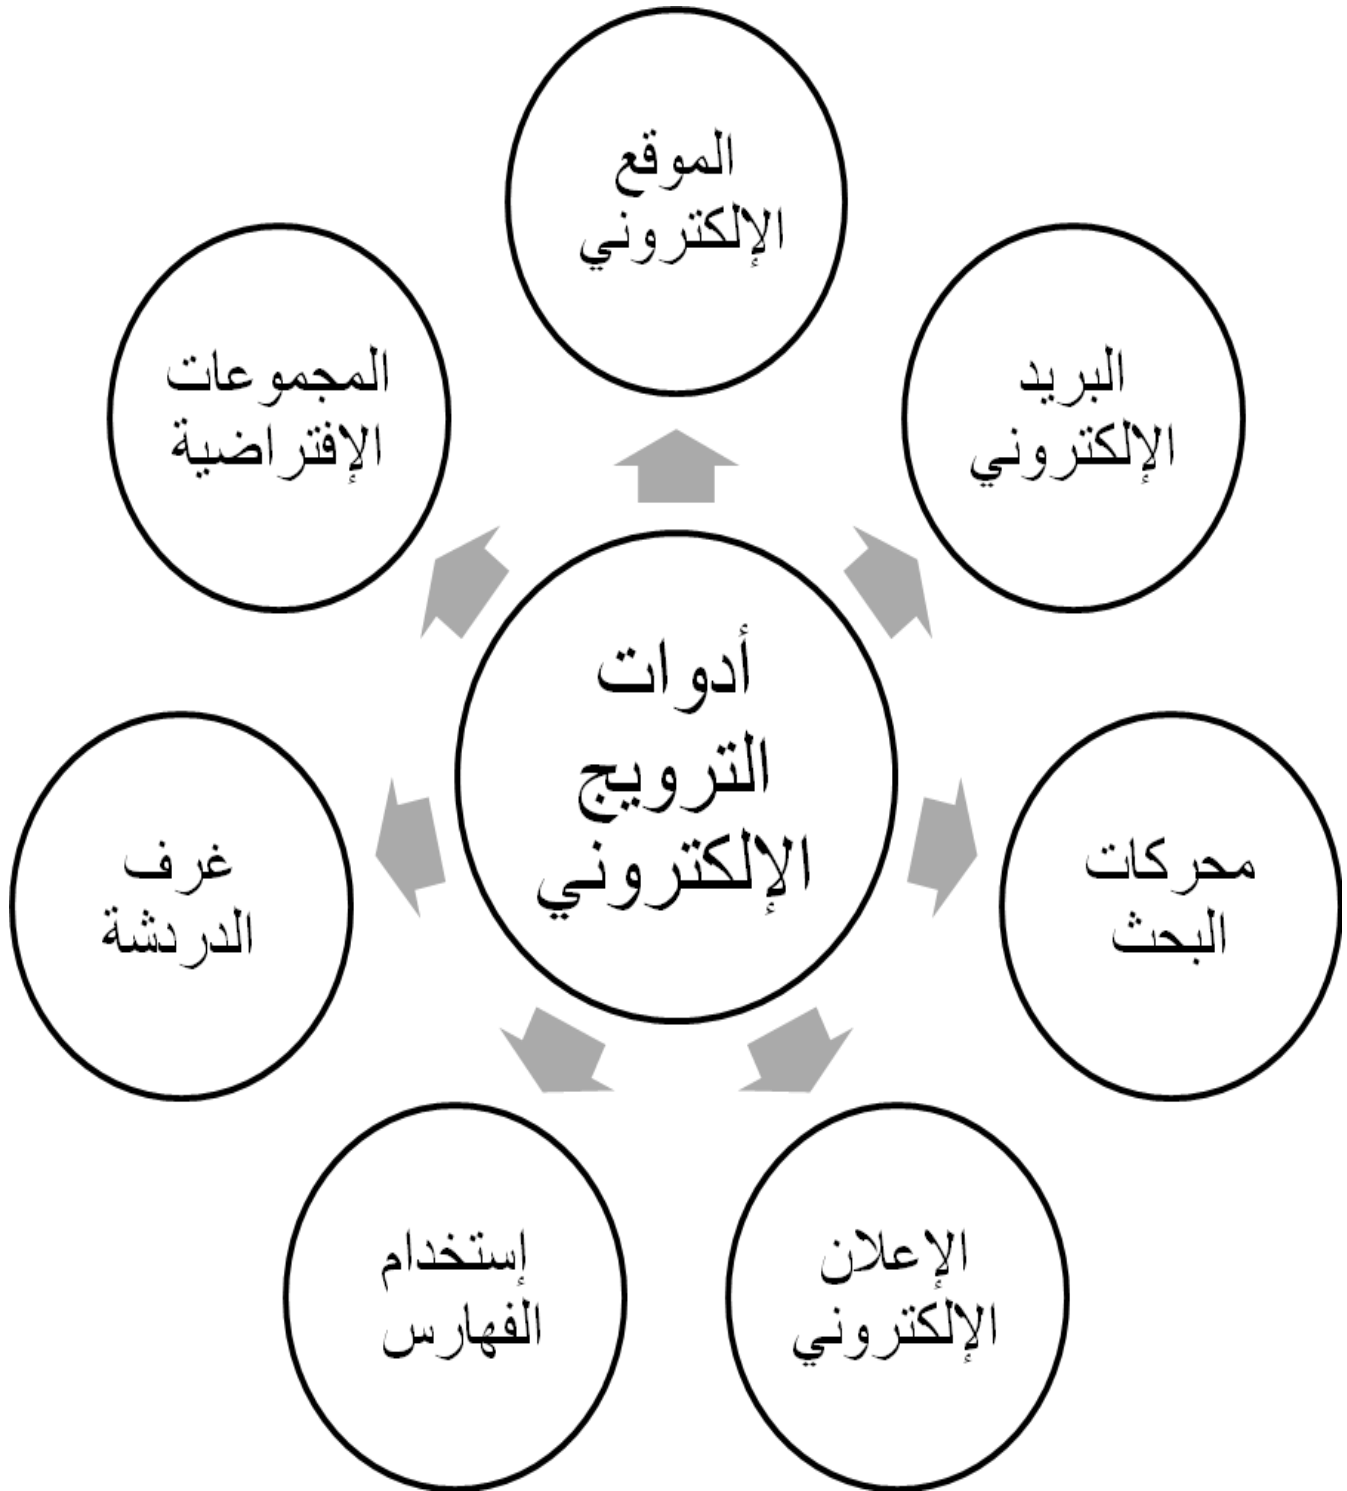 الموقع
الإلكتروني
البريد
الإلكتروني
محركات
البحث
الإعلان
الإلكتروني
إستخدام
الفهارس
غرف
الدردشة
المجموعات
الإفتراضية
أدوات
الترويج
الإلكتروني